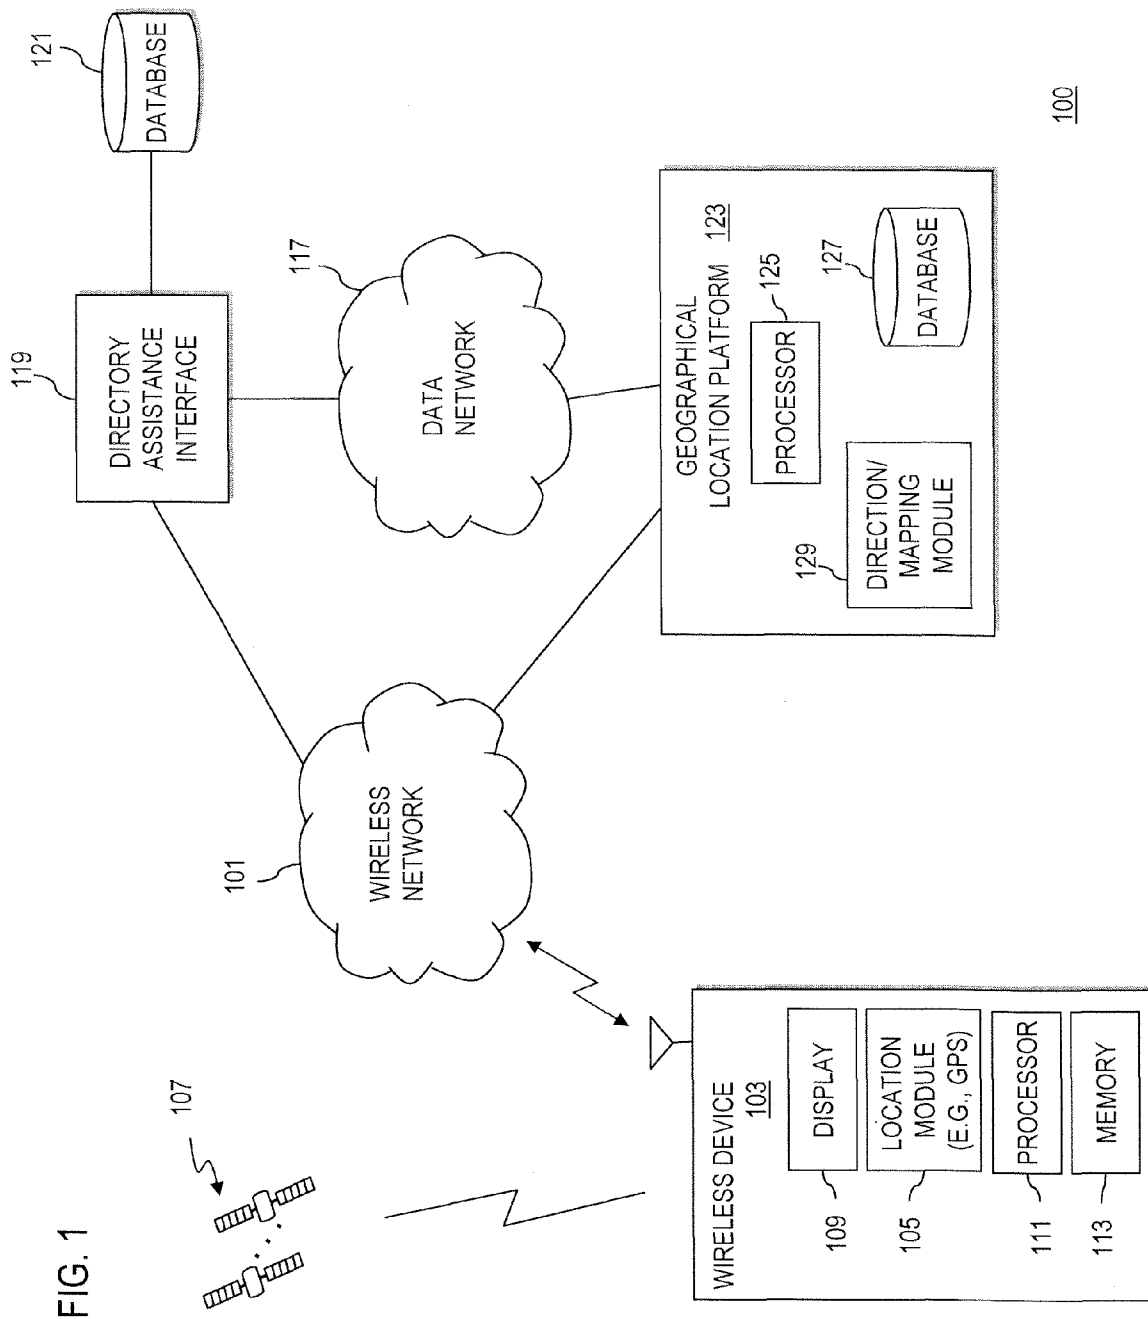 FIG. 1
107
WIRELESS DEVICE
103
109
DISPLAY
105
LOCATION
MODULE
(E.G., GPS)
111
PROCESSOR
113
MEMORY
101
WIRELESS
NETWORK
119
DIRECTORY
ASSISTANCE
INTERFACE
121
DATABASE
117
DATA
NETWORK
GEOGRAPHICAL
LOCATION PLATFORM 123
PROCESSOR
125
129
DIRECTION/
MAPPING
MODULE
127
DATABASE
100